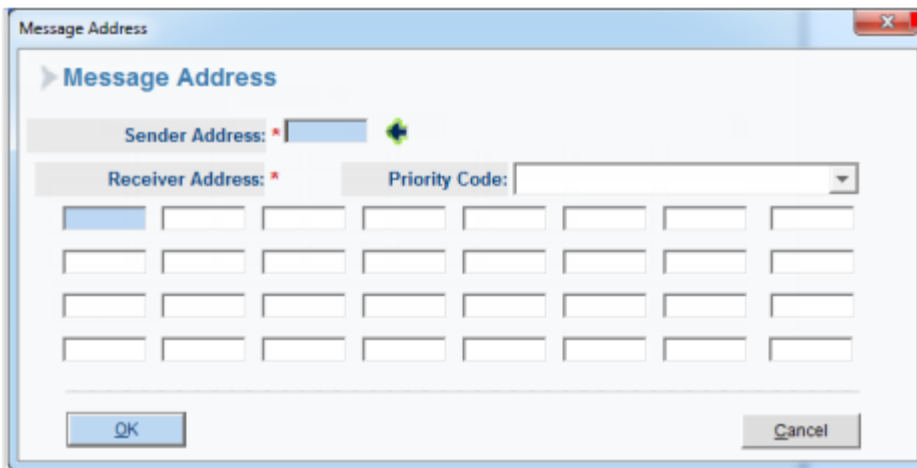 Message Address
Message Address
Sender Address: *
Receiver Address: * Priority Code:
OK Cancel